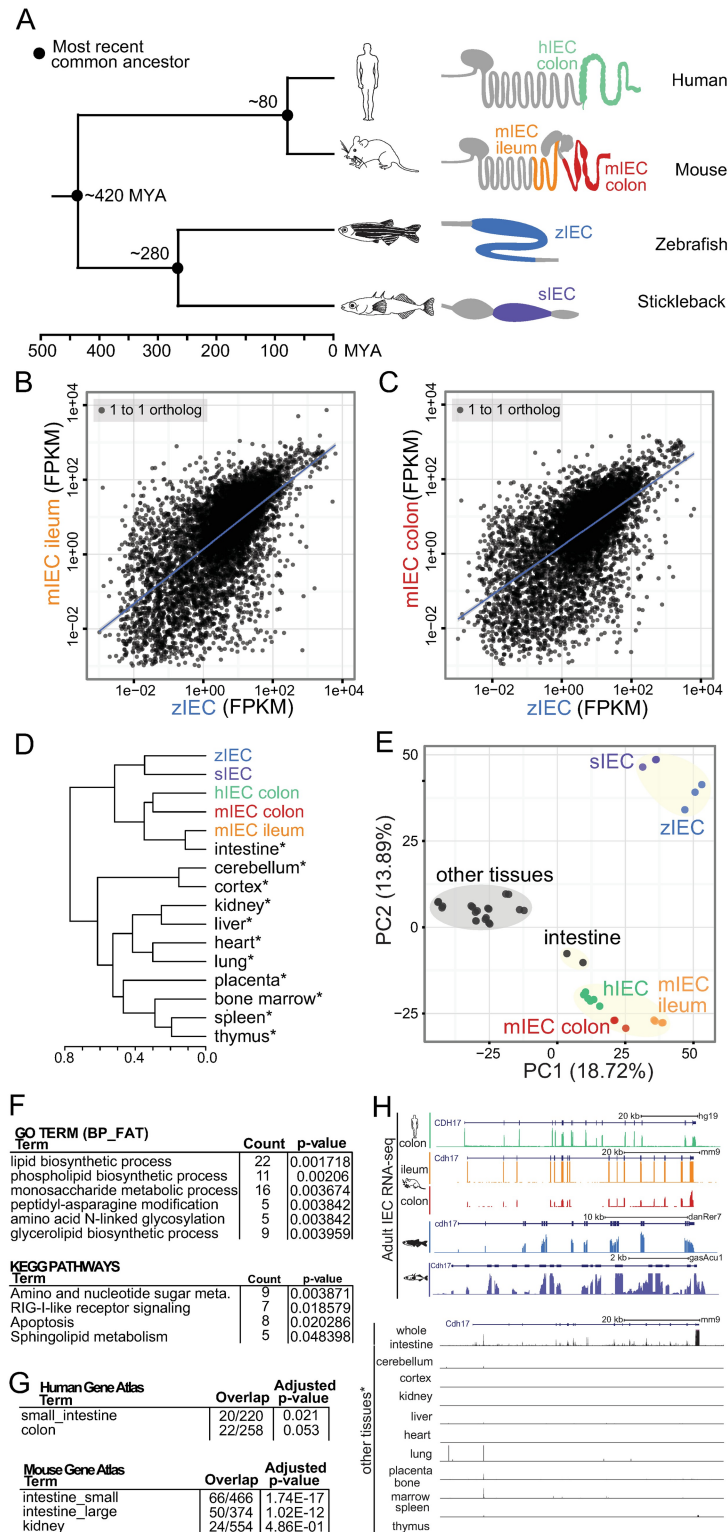 A
Most recent
common ancestor
~80
~420 MYA
~280
hIEC
colon
Human
mIEC
ileum
mIEC
colon
Mouse
zIEC
Zebrafish
sIEC
Stickleback
500 400 300 200 100 0 MYA
B
1 to 1 ortholog
mIEC ileum (FPKM)
1e+04
1e+02
1e+00
1e-02
1e-02 1e+00 1e+02 1e+04
zIEC (FPKM)
C
1 to 1 ortholog
mIEC colon(FPKM)
1e+04
1e+02
1e+00
1e-02
1e-02 1e+00 1e+02 1e+04
zIEC (FPKM)
D
zIEC
sIEC
hIEC colon
mIEC colon
mIEC ileum
intestine*
cerebellum*
cortex*
kidney*
liver*
heart*
lung*
placenta*
bone marrow*
spleen*
thymus*
0.8 0.0
E
50
25
0
−25
PC2 (13.89%)
sIEC
zIEC
other tissues
intestine
hIEC
mIEC
ileum
mIEC colon
−25 0 25 50
PC1 (18.72%)
F
GO TERM (BP_FAT)
Term Count p-value
lipid biosynthetic process 22 0.001718
phospholipid biosynthetic process 11 0.00206
monosaccharide metabolic process 16 0.003674
peptidyl-asparagine modification 5 0.003842
amino acid N-linked glycosylation 5 0.003842
glycerolipid biosynthetic process 9 0.003959
KEGG PATHWAYS
Term Count p-value
Amino and nucleotide sugar meta. 9 0.003871
RIG-I-like receptor signaling 7 0.018579
Apoptosis 8 0.020286
Sphingolipid metabolism 5 0.048398
G
Human Gene Atlas
Term Overlap Adjusted p-value
small_intestine 20/220 0.021
colon 22/258 0.053
Mouse Gene Atlas
Term Overlap Adjusted p-value
intestine_small 66/466 1.74E-17
intestine_large 50/374 1.02E-12
kidney 24/554 4.86E-01
H
Adult IEC RNA-seq
colon
CDH17 20 kb hg19
ileum
Cdh17 20 kb mm9
colon
cdh17 10 kb danRer7
Cdh17 2 kb gasAcu1
other tissues*
whole
intestine
Cdh17 20 kb mm9
cerebellum
cortex
kidney
liver
heart
lung
placenta
bone
marrow
spleen
thymus